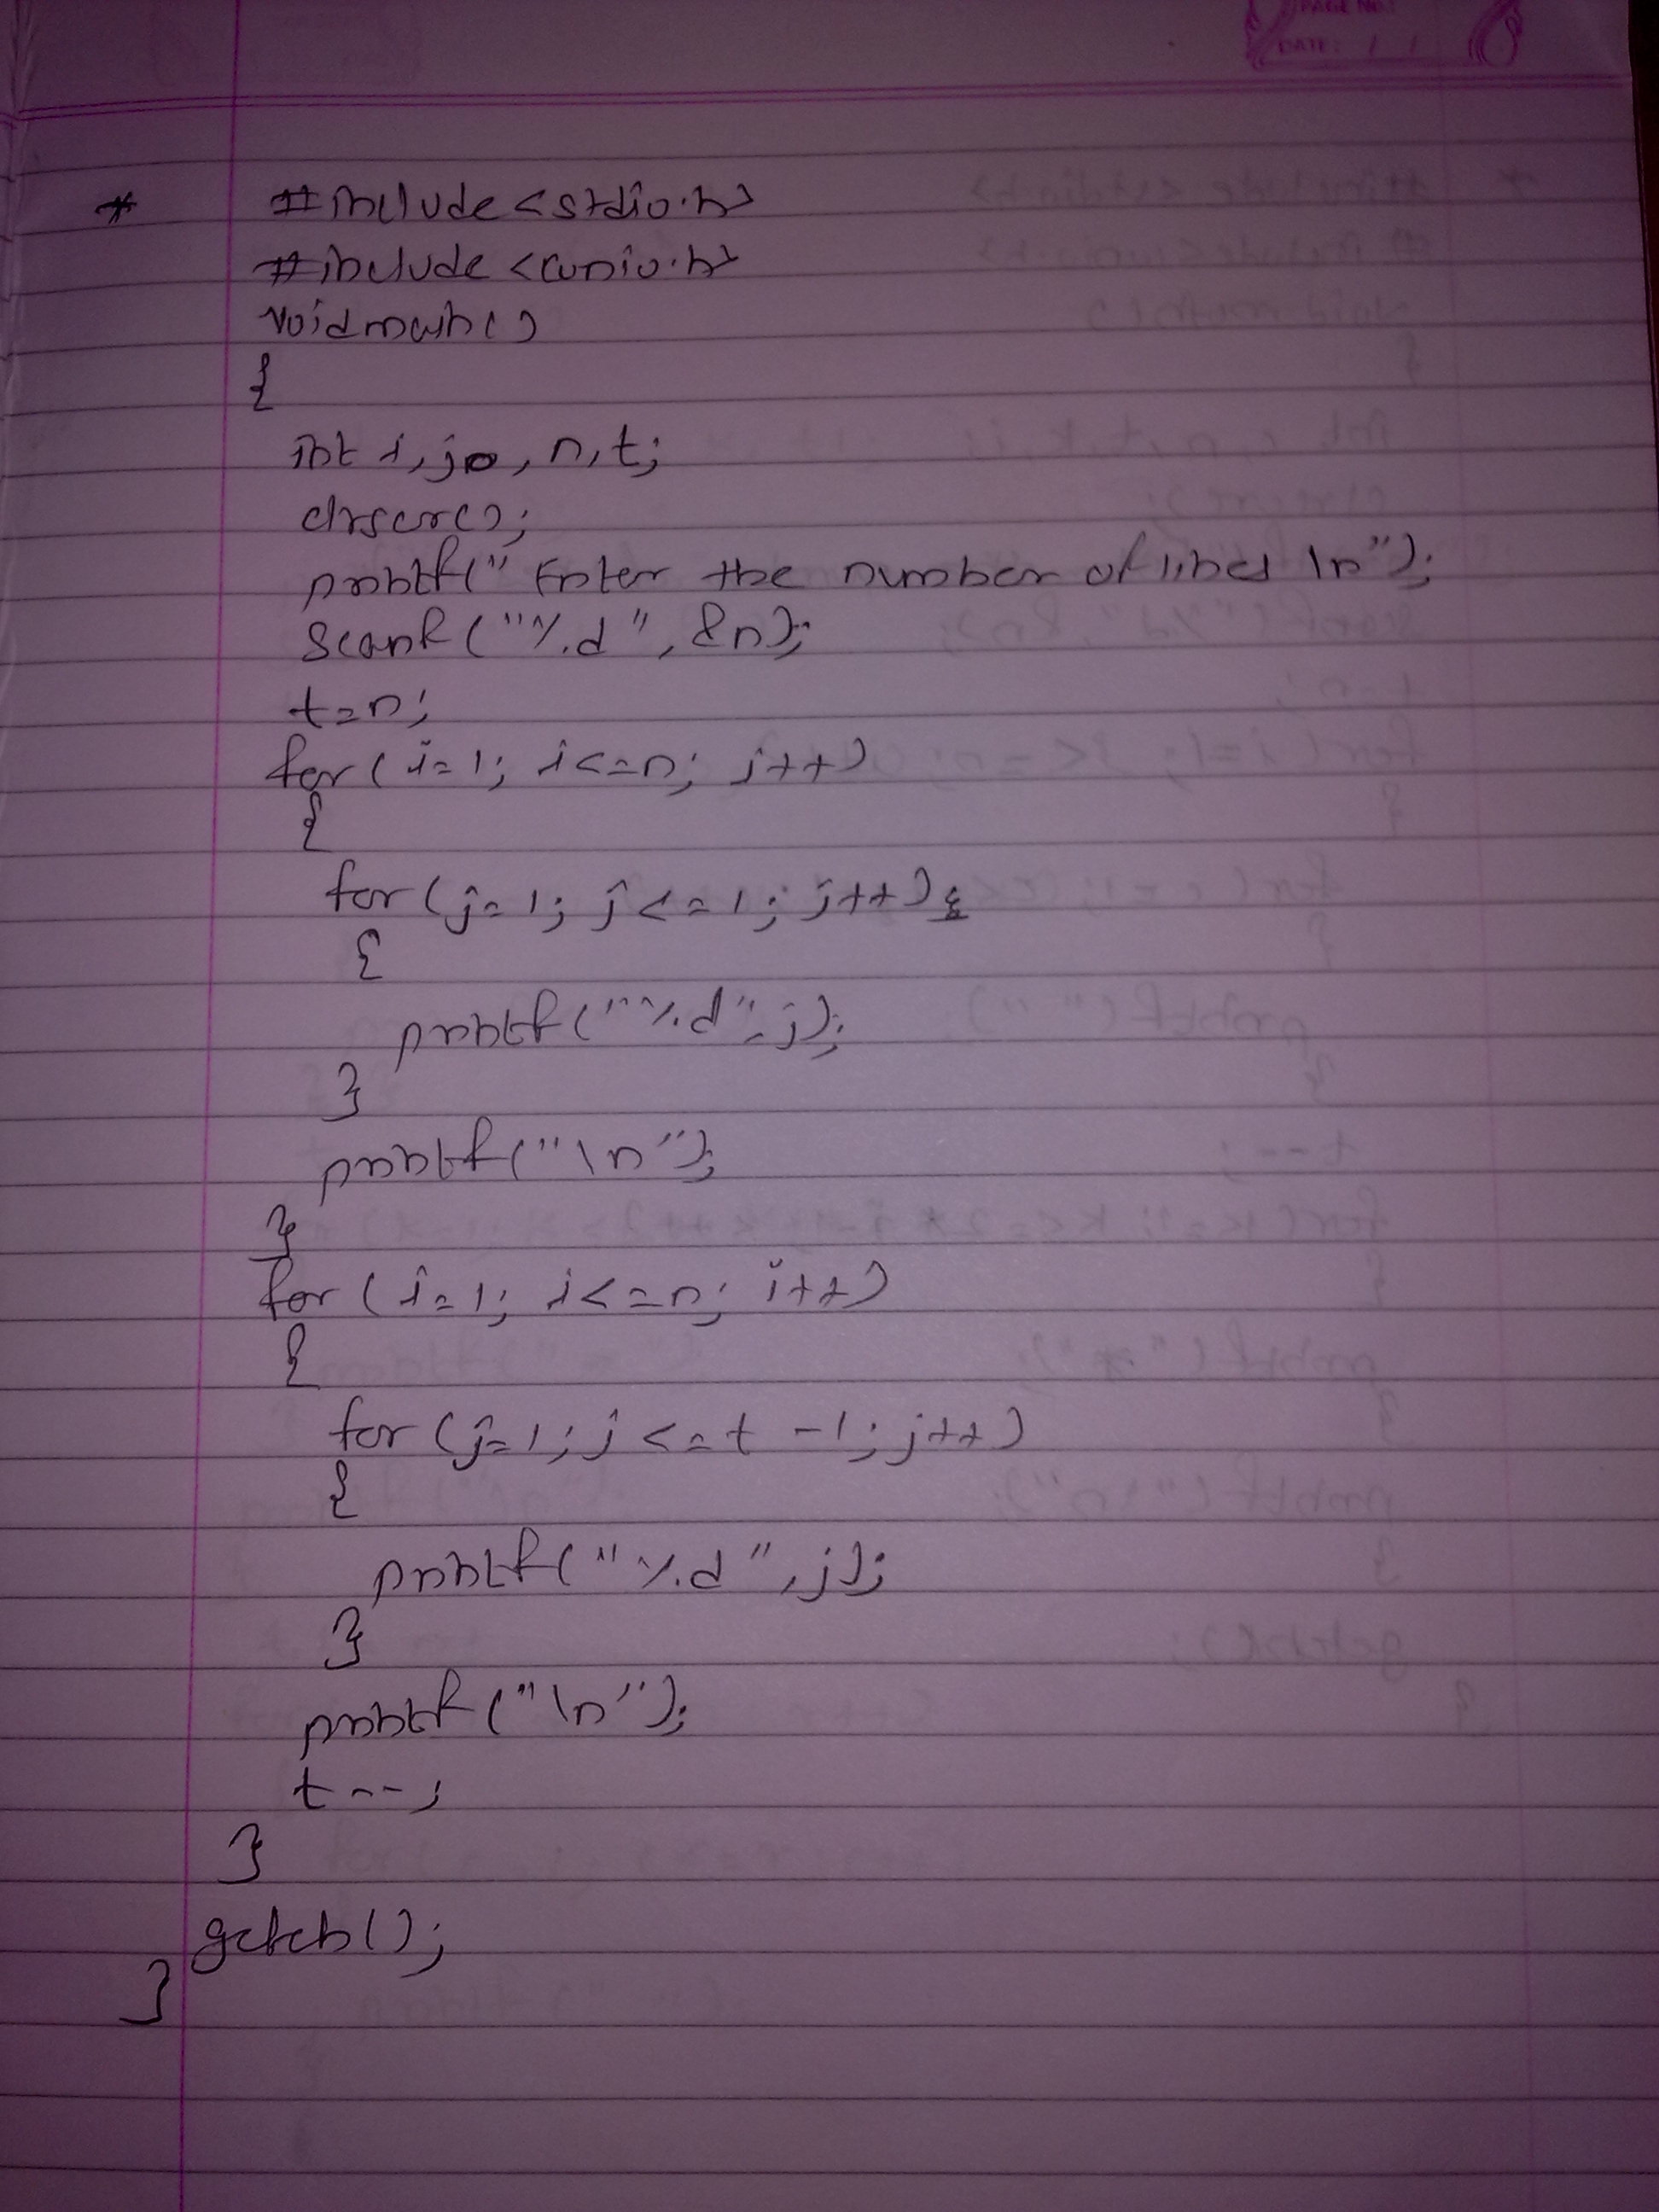 PAGE NO.
DATE: / /
* #include<stdio.h>
#include<conio.h>
void main()
{
int i,j,n,t;
clrscr();
printf("Enter the number of lines \n");
scanf("%d",&n);
t=n;
for(i=1; i<=n; i++)
{
for(j=1; j<=1; j++)
{
printf("%d",j);
}
printf("\n");
}
for(i=1; i<=n; i++)
{
for(j=1;j<=t-1;j++)
{
printf("%d",j);
}
printf("\n");
t--;
}
getch();
}